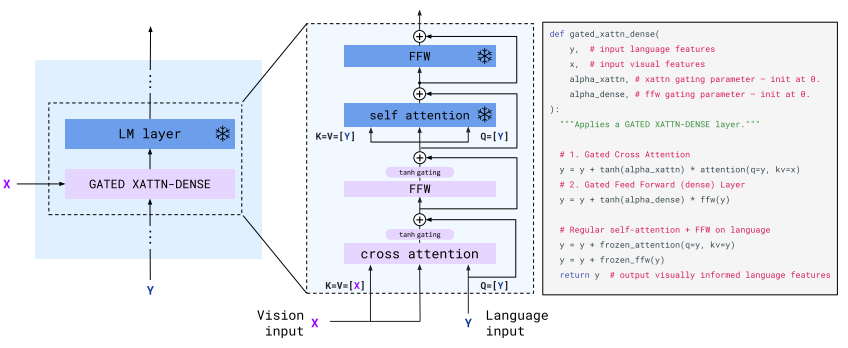 LM layer
GATED XATTN-DENSE
X
Y
FFW
self attention
K=V=[Y]
Q=[Y]
tanh gating
FFW
tanh gating
cross attention
K=V=[X]
Q=[Y]
Vision
input
X
Y
Language
input
def gated_xattn_dense(
y, # input language features
x, # input visual features
alpha_xattn, # xattn gating parameter – init at 0.
alpha_dense, # ffw gating parameter – init at 0.
):
"""Applies a GATED XATTN-DENSE layer."""
# 1. Gated Cross Attention
y = y + tanh(alpha_xattn) * attention(q=y, kv=x)
# 2. Gated Feed Forward (dense) Layer
y = y + tanh(alpha_dense) * ffw(y)
# Regular self-attention + FFW on language
y = y + frozen_attention(q=y, kv=y)
y = y + frozen_ffw(y)
return y # output visually informed language features